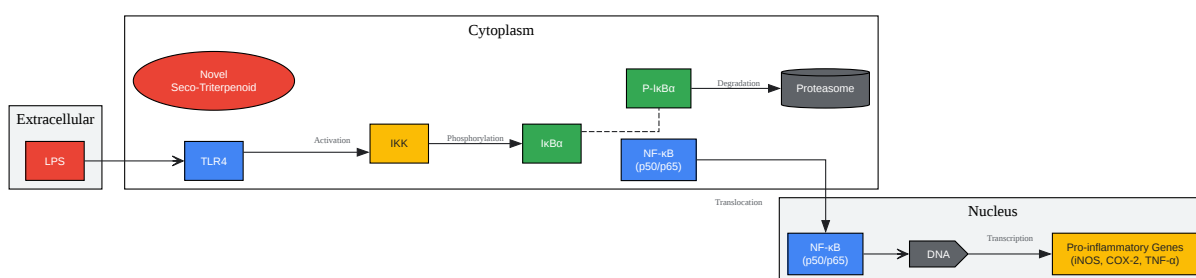 Cytoplasm
Novel
Seco-Triterpenoid
P-IκBα
Degradation
Proteasome
Extracellular
LPS
TLR4
Activation
IKK
Phosphorylation
IκBα
NF-κB
(p50/p65)
Translocation
Nucleus
NF-κB
(p50/p65)
DNA
Transcription
Pro-inflammatory Genes
(iNOS, COX-2, TNF-α)